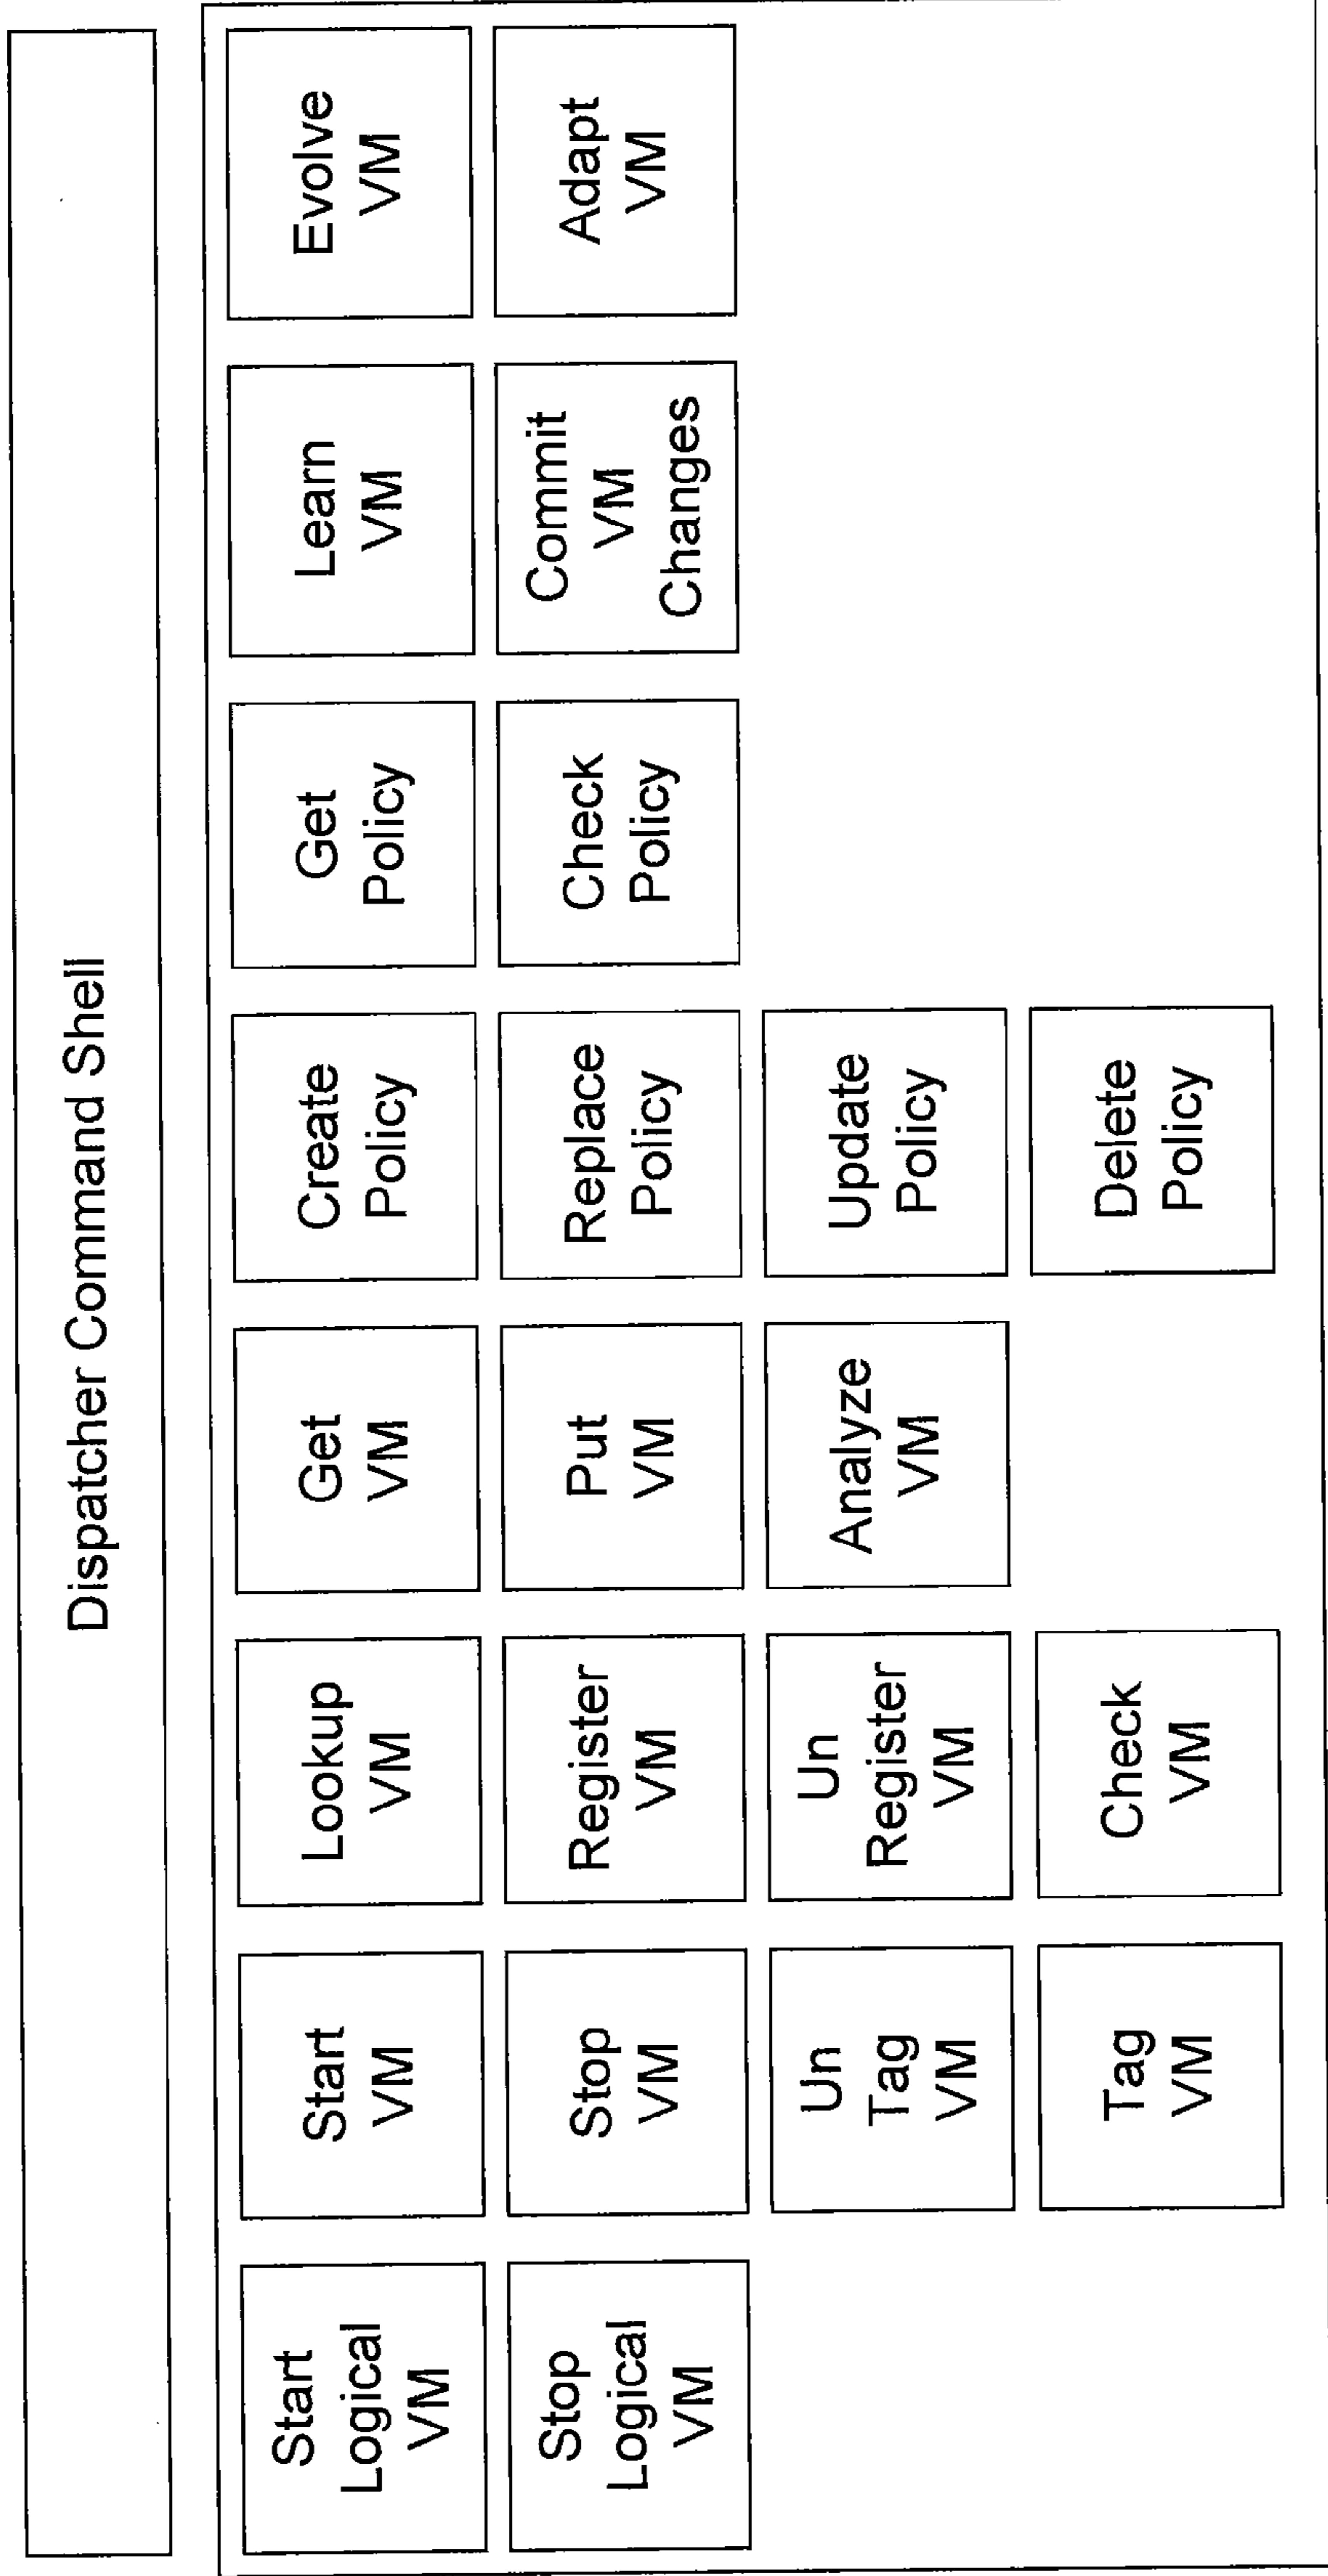 Dispatcher Command Shell
Start
Logical
VM
Start
VM
Lookup
VM
Get
VM
Create
Policy
Get
Policy
Learn
VM
Evolve
VM
Stop
Logical
VM
Stop
VM
Register
VM
Put
VM
Replace
Policy
Check
Policy
Commit
VM
Changes
Adapt
VM
Un
Tag
VM
Un
Register
VM
Analyze
VM
Update
Policy
Tag
VM
Check
VM
Delete
Policy